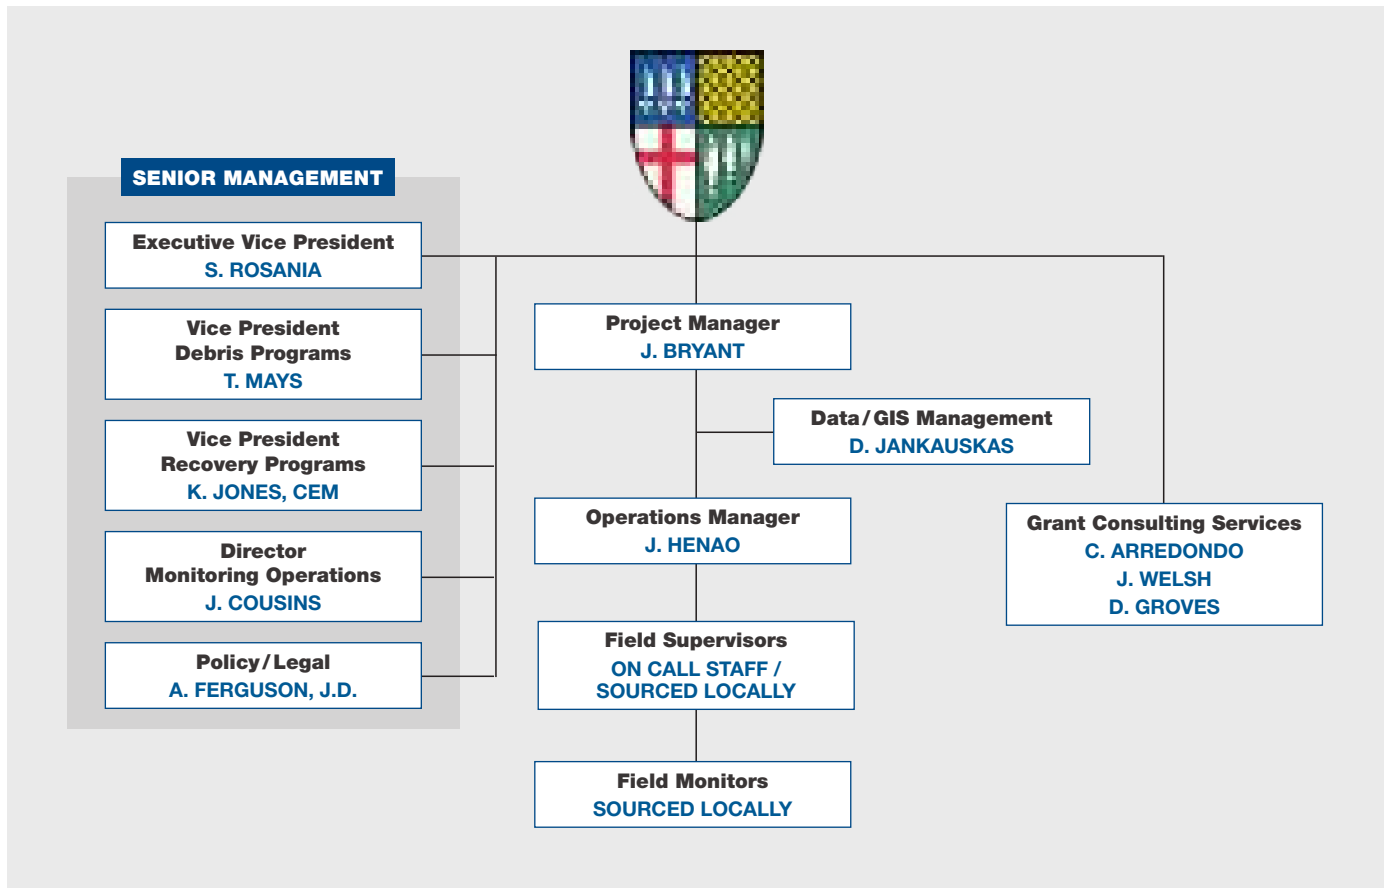 SENIOR MANAGEMENT
Executive Vice President
S. ROSANIA
Vice President
Debris Programs
T. MAYS
Vice President
Recovery Programs
K. JONES, CEM
Director
Monitoring Operations
J. COUSINS
Policy/Legal
A. FERGUSON, J.D.
Project Manager
J. BRYANT
Data/GIS Management
D. JANKAUSKAS
Operations Manager
J. HENAO
Field Supervisors
ON CALL STAFF /
SOURCED LOCALLY
Field Monitors
SOURCED LOCALLY
Grant Consulting Services
C. ARREDONDO
J. WELSH
D. GROVES